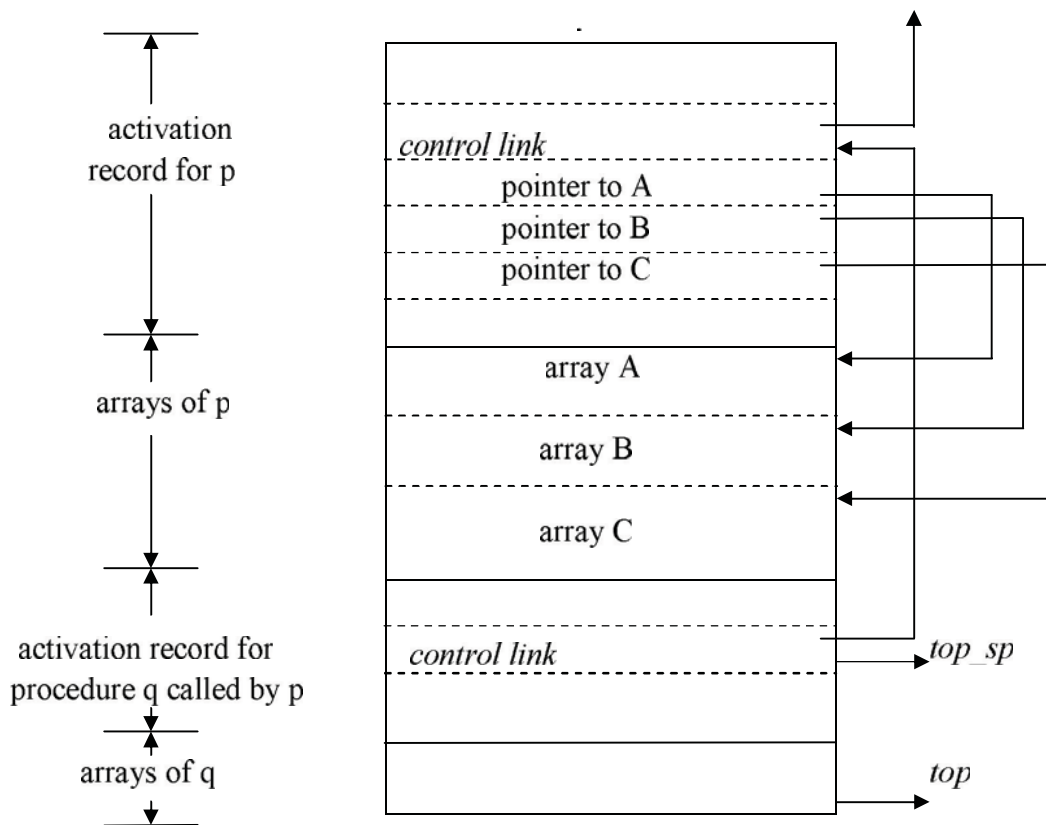 activation
record for p
control link
pointer to A
pointer to B
pointer to C
array A
arrays of p
array B
array C
activation record for
procedure q called by p
control link
top_sp
arrays of q
top